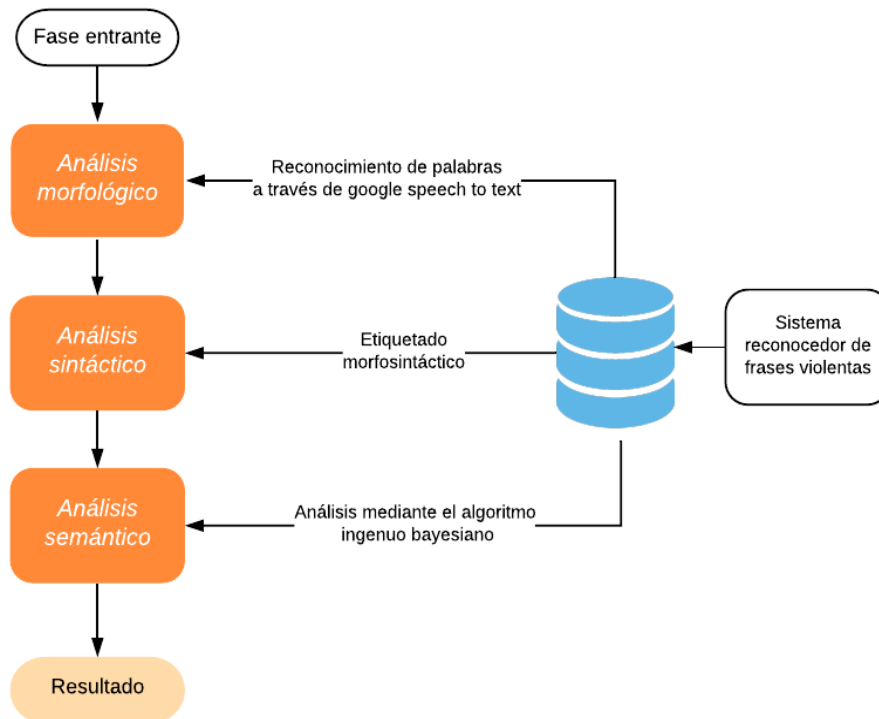 Fase entrante
Análisis
morfológico
Reconocimiento de palabras
a través de google speech to text
Análisis
sintáctico
Etiquetado
morfosintáctico
Sistema
reconocedor de
frases violentas
Análisis
semántico
Análisis mediante el algoritmo
ingenuo bayesiano
Resultado